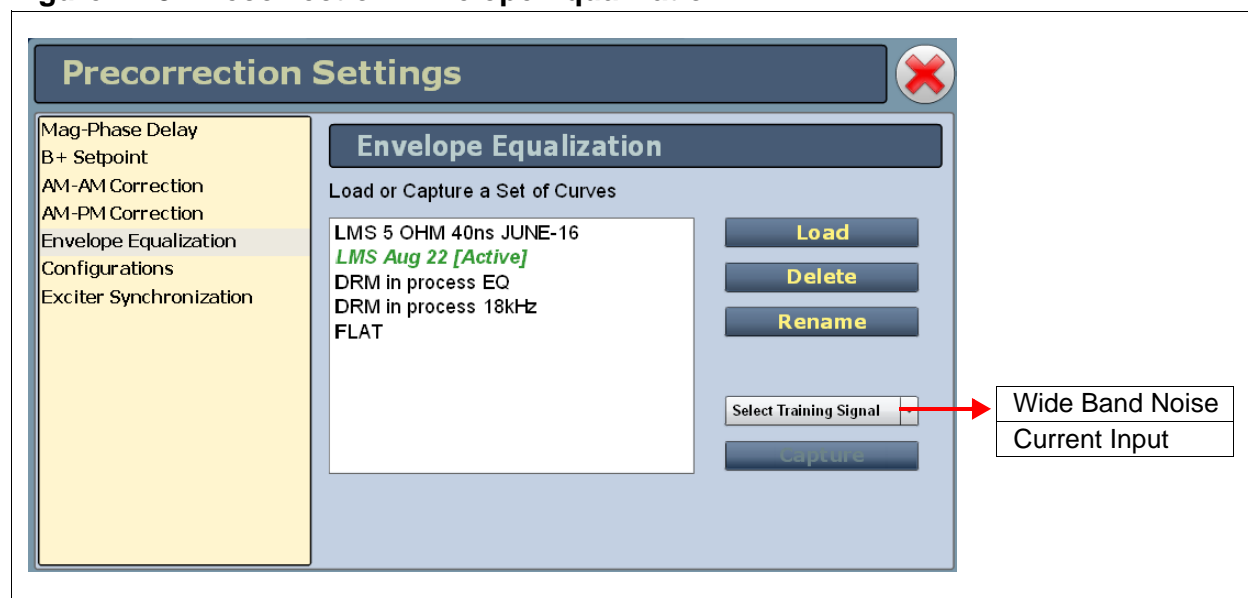 Precorrection Settings
Mag-Phase Delay
B+ Setpoint
AM-AM Correction
AM-PM Correction
Envelope Equalization
Configurations
Exciter Synchronization
Envelope Equalization
Load or Capture a Set of Curves
LMS 5 OHM 40ns JUNE-16
LMS Aug 22 [Active]
DRM in process EQ
DRM in process 18kHz
FLAT
Load
Delete
Rename
Select Training Signal
Capture
Wide Band Noise
Current Input